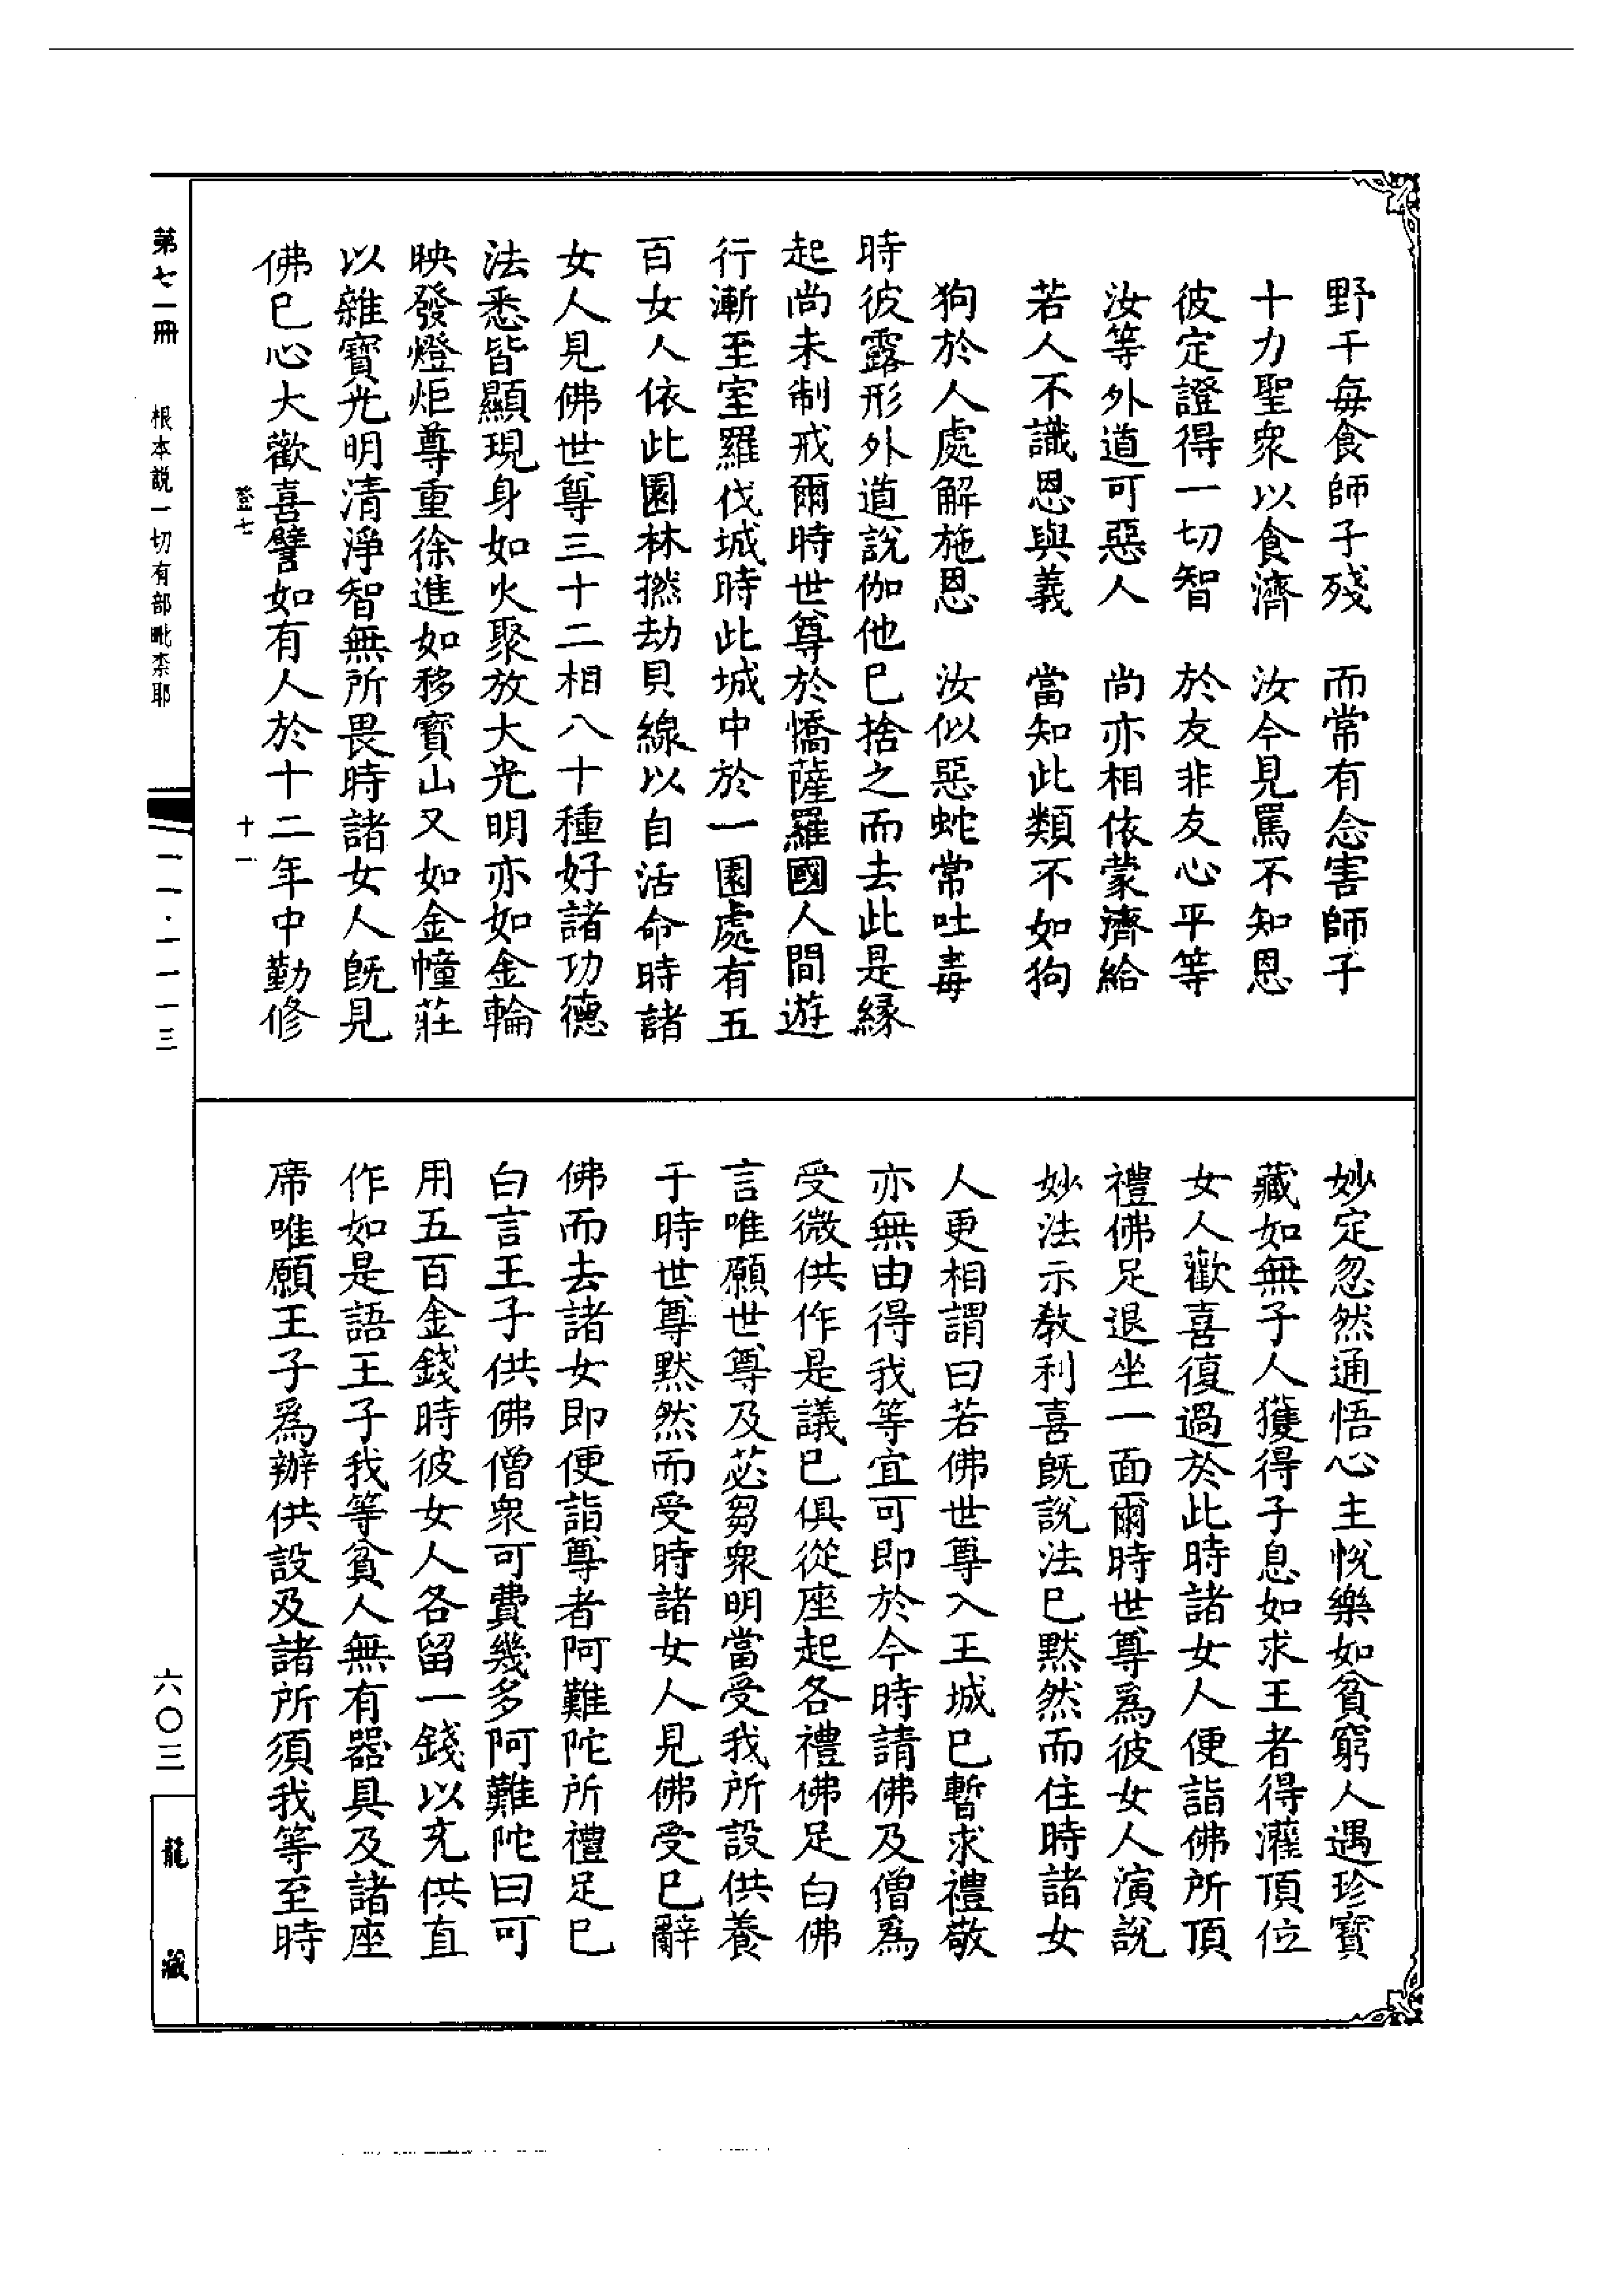 野干每食師子殘　而常有念害師子
十力聖衆以食濟　汝今見罵不知恩
彼定證得一切智　於友非友心平等
汝等外道可惡人　尚亦相依蒙濟給
若人不識恩與義　當知此類不如狗
狗於人處解施恩　汝似惡蛇常吐毒
時彼露形外道說伽他已捨之而去此是緣
起尚未制戒爾時世尊於憍薩羅國人間遊
行漸至室羅伐城時此城中於一園處有五
百女人依此園林撚劫貝線以自活命時諸
女人見佛世尊三十二相八十種好諸功德
法悉皆顯現身如火聚放大光明亦如金輪
映發燈炬尊重徐進如移寶山又如金幢莊
以雜寶光明清淨智無所畏時諸女人旣見
佛已心大歡喜譬如有人於十二年中勤修
妙定忽然通悟心主悅樂如貧窮人遇珍寶
藏如無子人獲得子息如求王者得灌頂位
女人歡喜復過於此時諸女人便詣佛所頂
禮佛足退坐一面爾時世尊爲彼女人演說
妙法示教利喜旣說法已默然而住時諸女
人更相謂曰若佛世尊入王城已暫求禮敬
亦無由得我等宜可即於今時請佛及僧爲
受微供作是議已俱從座起各禮佛足白佛
言唯願世尊及苾芻衆明當受我所設供養
于時世尊默然而受時諸女人見佛受已辭
佛而去諸女即便詣尊者阿難陀所禮足已
白言王子供佛僧衆可費幾多阿難陀曰可
用五百金錢時彼女人各留一錢以充供直
作如是語王子我等貧人無有器具及諸座
席唯願王子爲辦供設及諸所須我等至時
第七一冊　根本說一切有部毗柰耶　一一·一一一三
七　十一
六〇三
龍藏